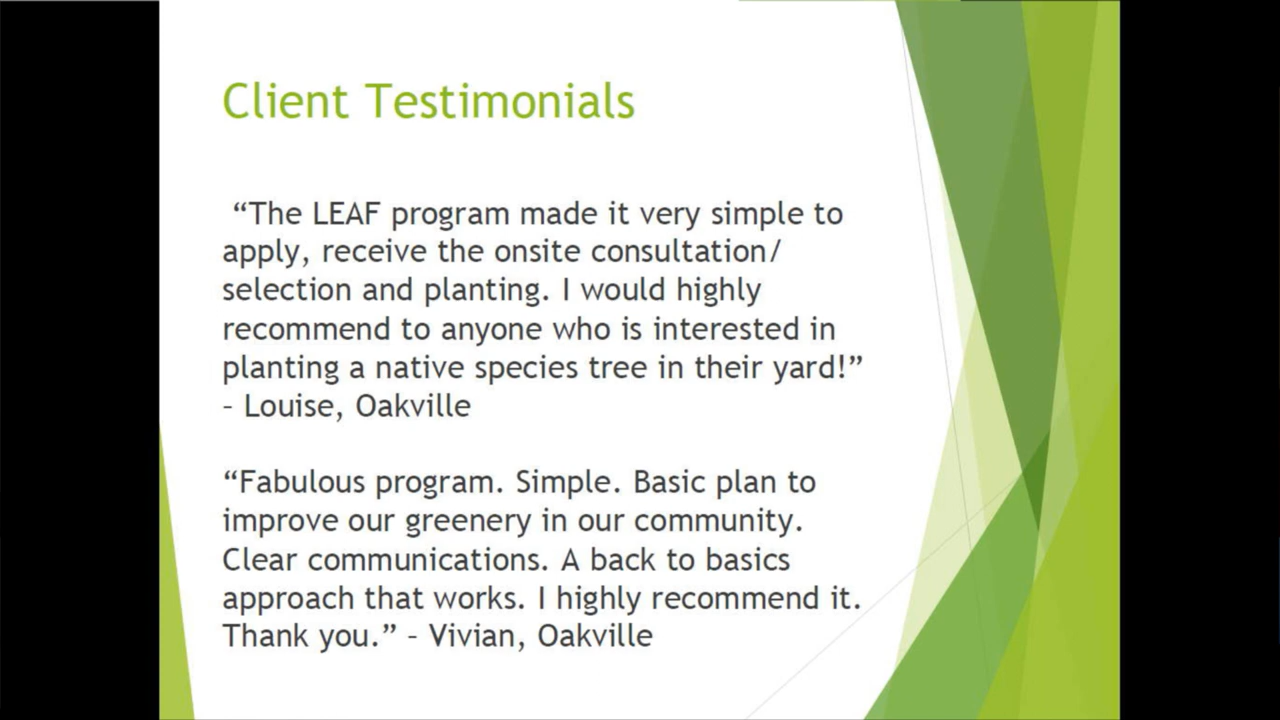 Client Testimonials
“The LEAF program made it very simple to
apply, receive the onsite consultation/
selection and planting. I would highly
recommend to anyone who is interested in
planting a native species tree in their yard!”
– Louise, Oakville
“Fabulous program. Simple. Basic plan to
improve our greenery in our community.
Clear communications. A back to basics
approach that works. I highly recommend it.
Thank you.” – Vivian, Oakville